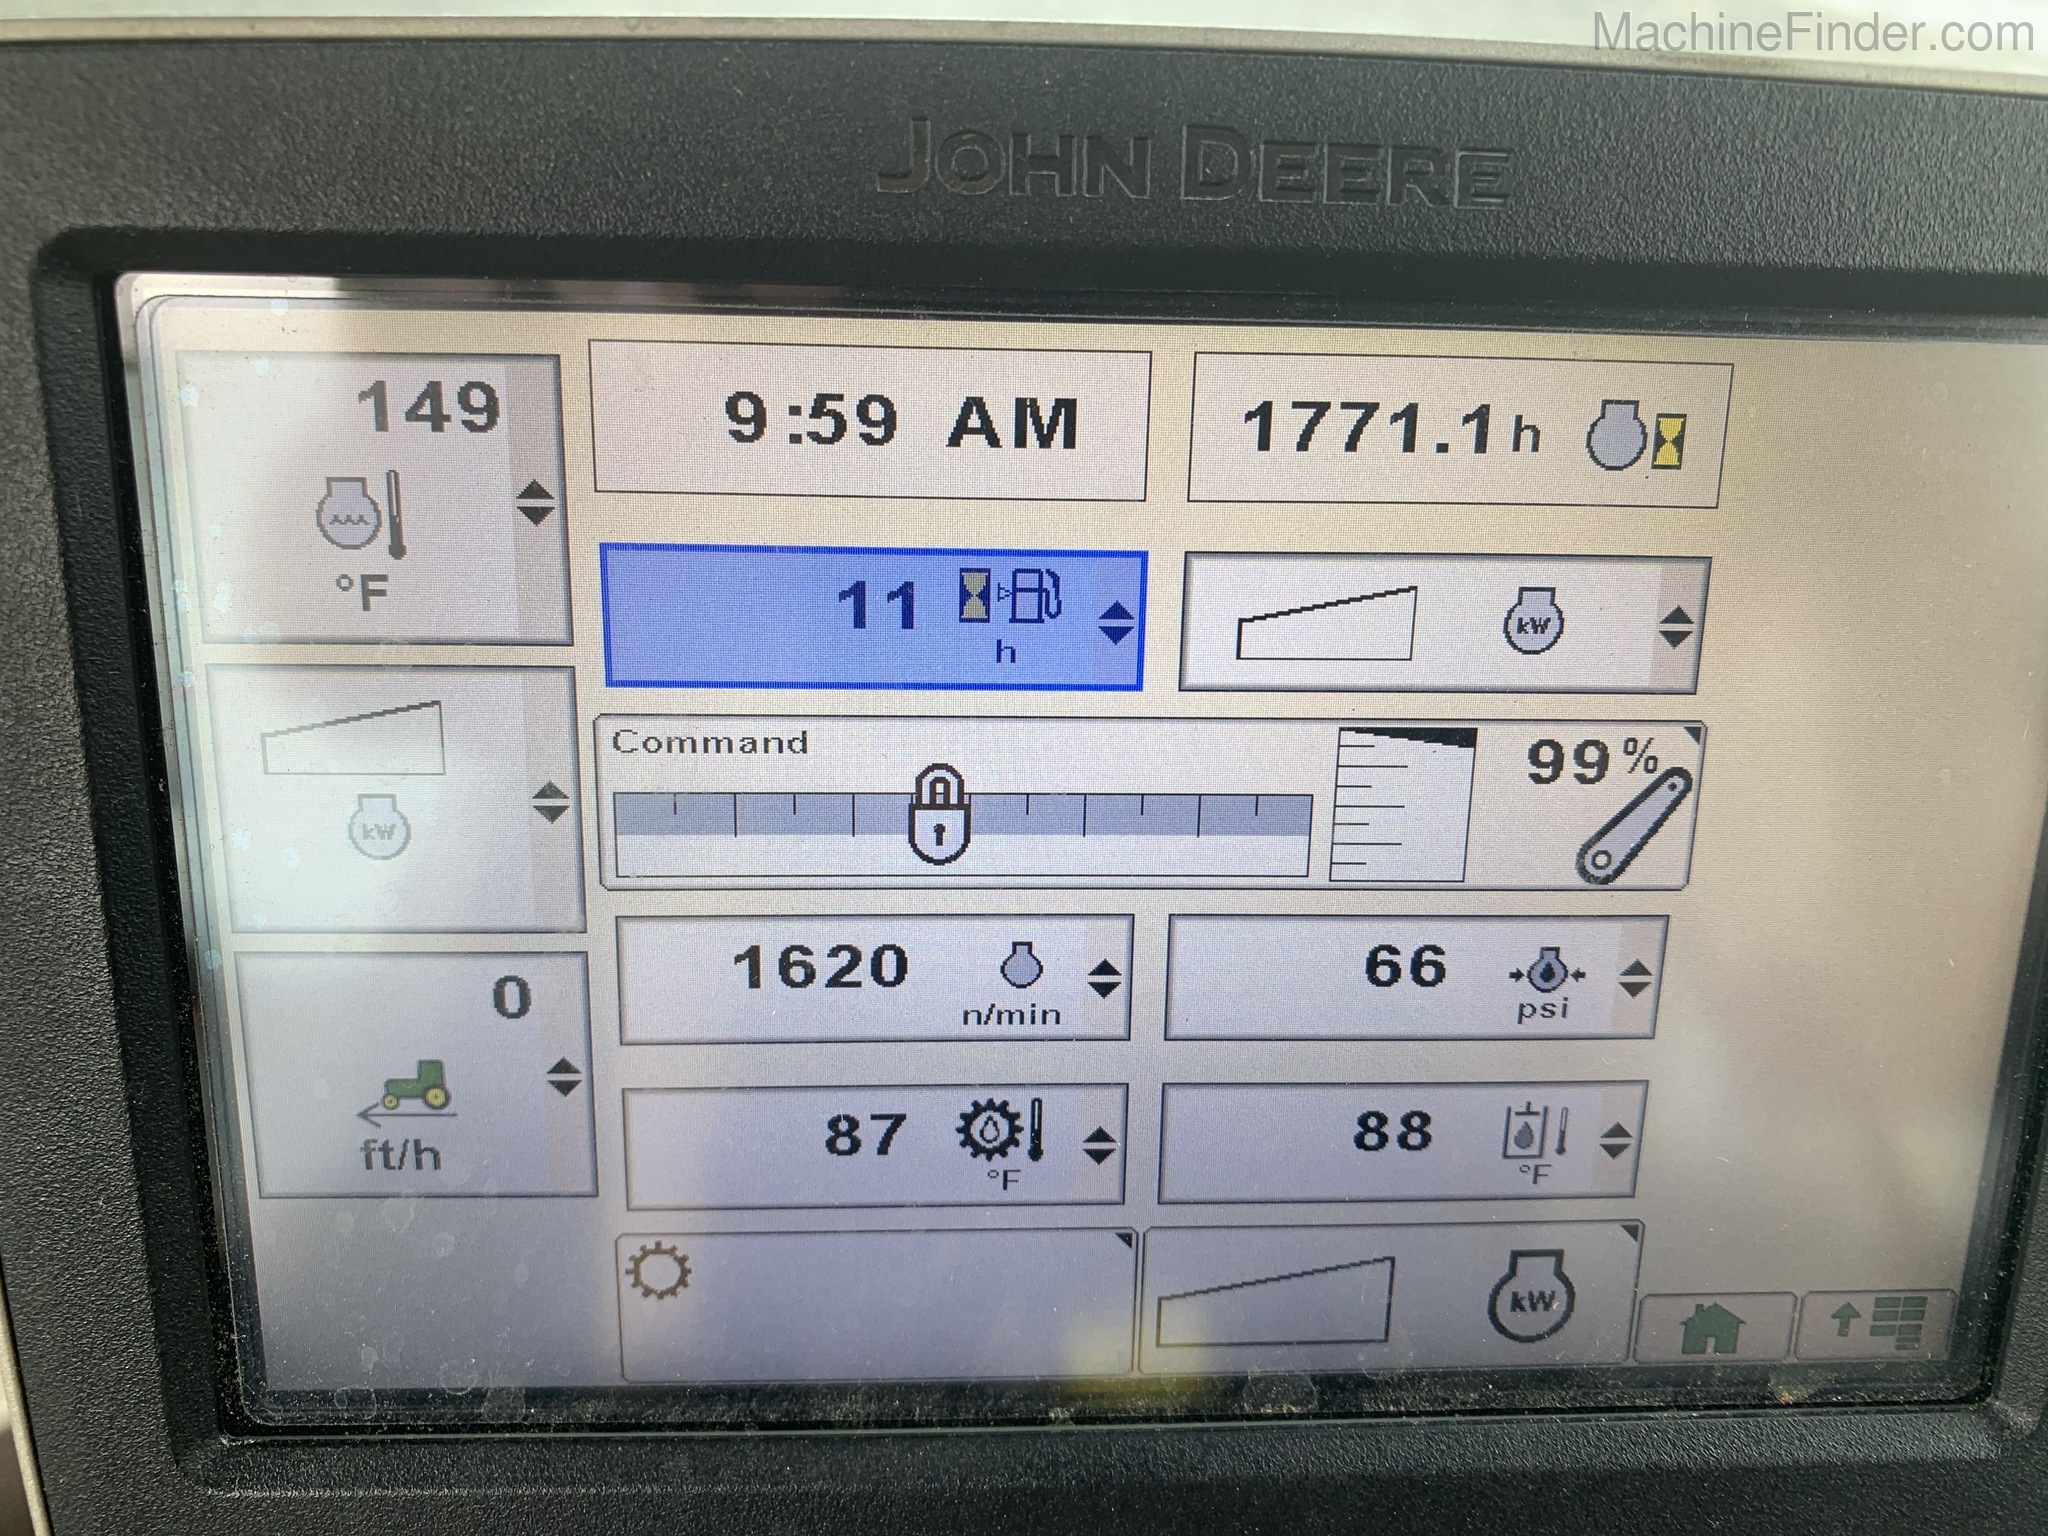 MachineFinder.com
JOHN DEERE
149
°F
9:59 AM
1771.1 h
11
h
kW
kW
Command
99%
0
ft/h
1620
n/min
66
psi
87
°F
88
°F
kW